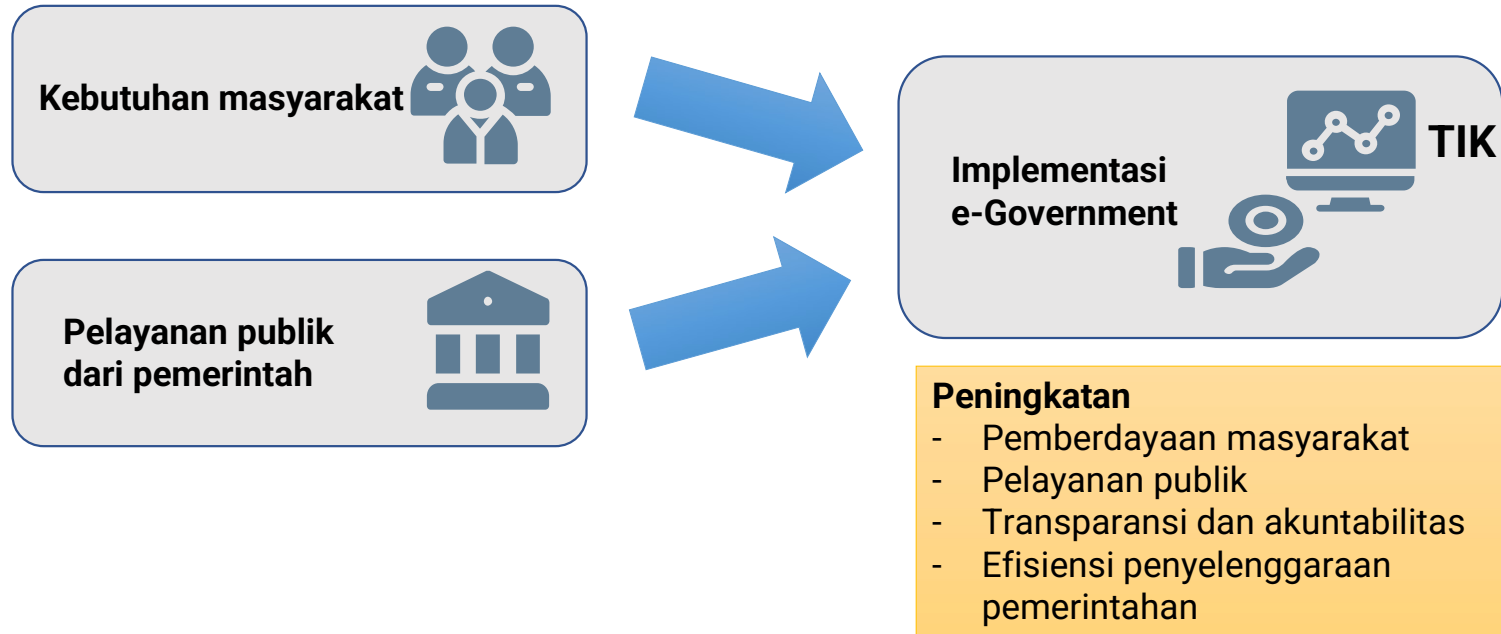 Kebutuhan masyarakat
Pelayanan publik
dari pemerintah
Implementasi
e-Government
TIK
Peningkatan
- Pemberdayaan masyarakat
- Pelayanan publik
- Transparansi dan akuntabilitas
- Efisiensi penyelenggaraan
pemerintahan